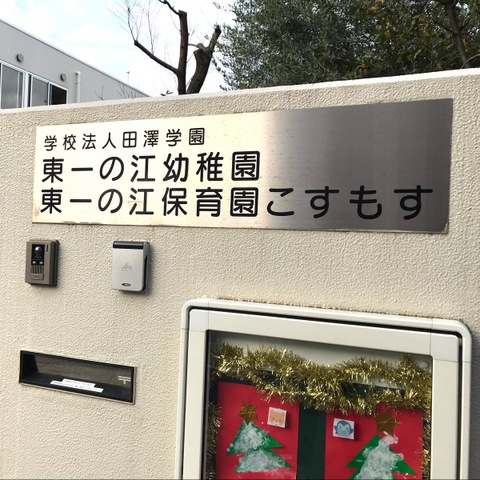 学校法人田澤学園
東一の江幼稚園
東一の江保育園こすもす